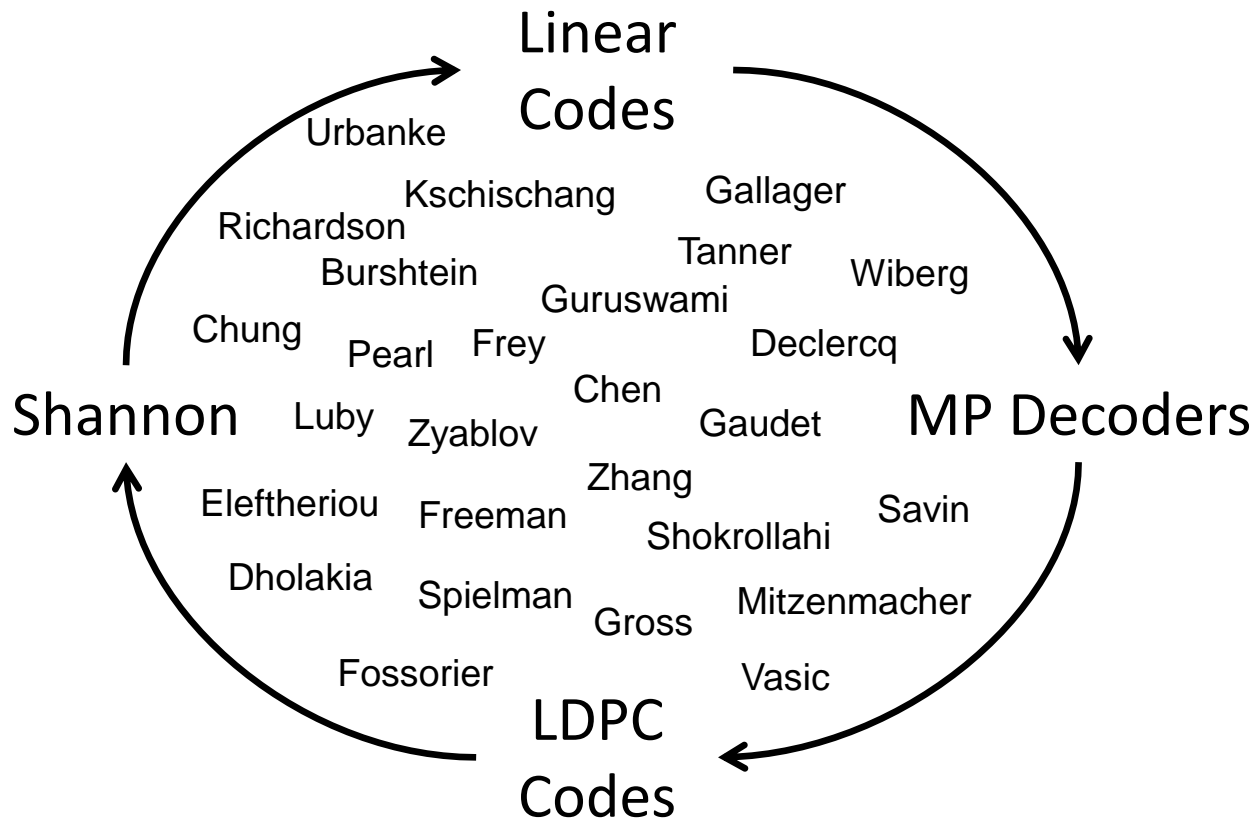 Linear
Codes
Urbanke
Kschischang
Gallager
Richardson
Tanner
Burshtein
Wiberg
Guruswami
Chung
Pearl
Frey
Declercq
Chen
Shannon
Luby
Zyablov
Gaudet
MP Decoders
Zhang
Eleftheriou
Freeman
Savin
Shokrollahi
Dholakia
Spielman
Mitzenmacher
Gross
Fossorier
Vasic
LDPC
Codes